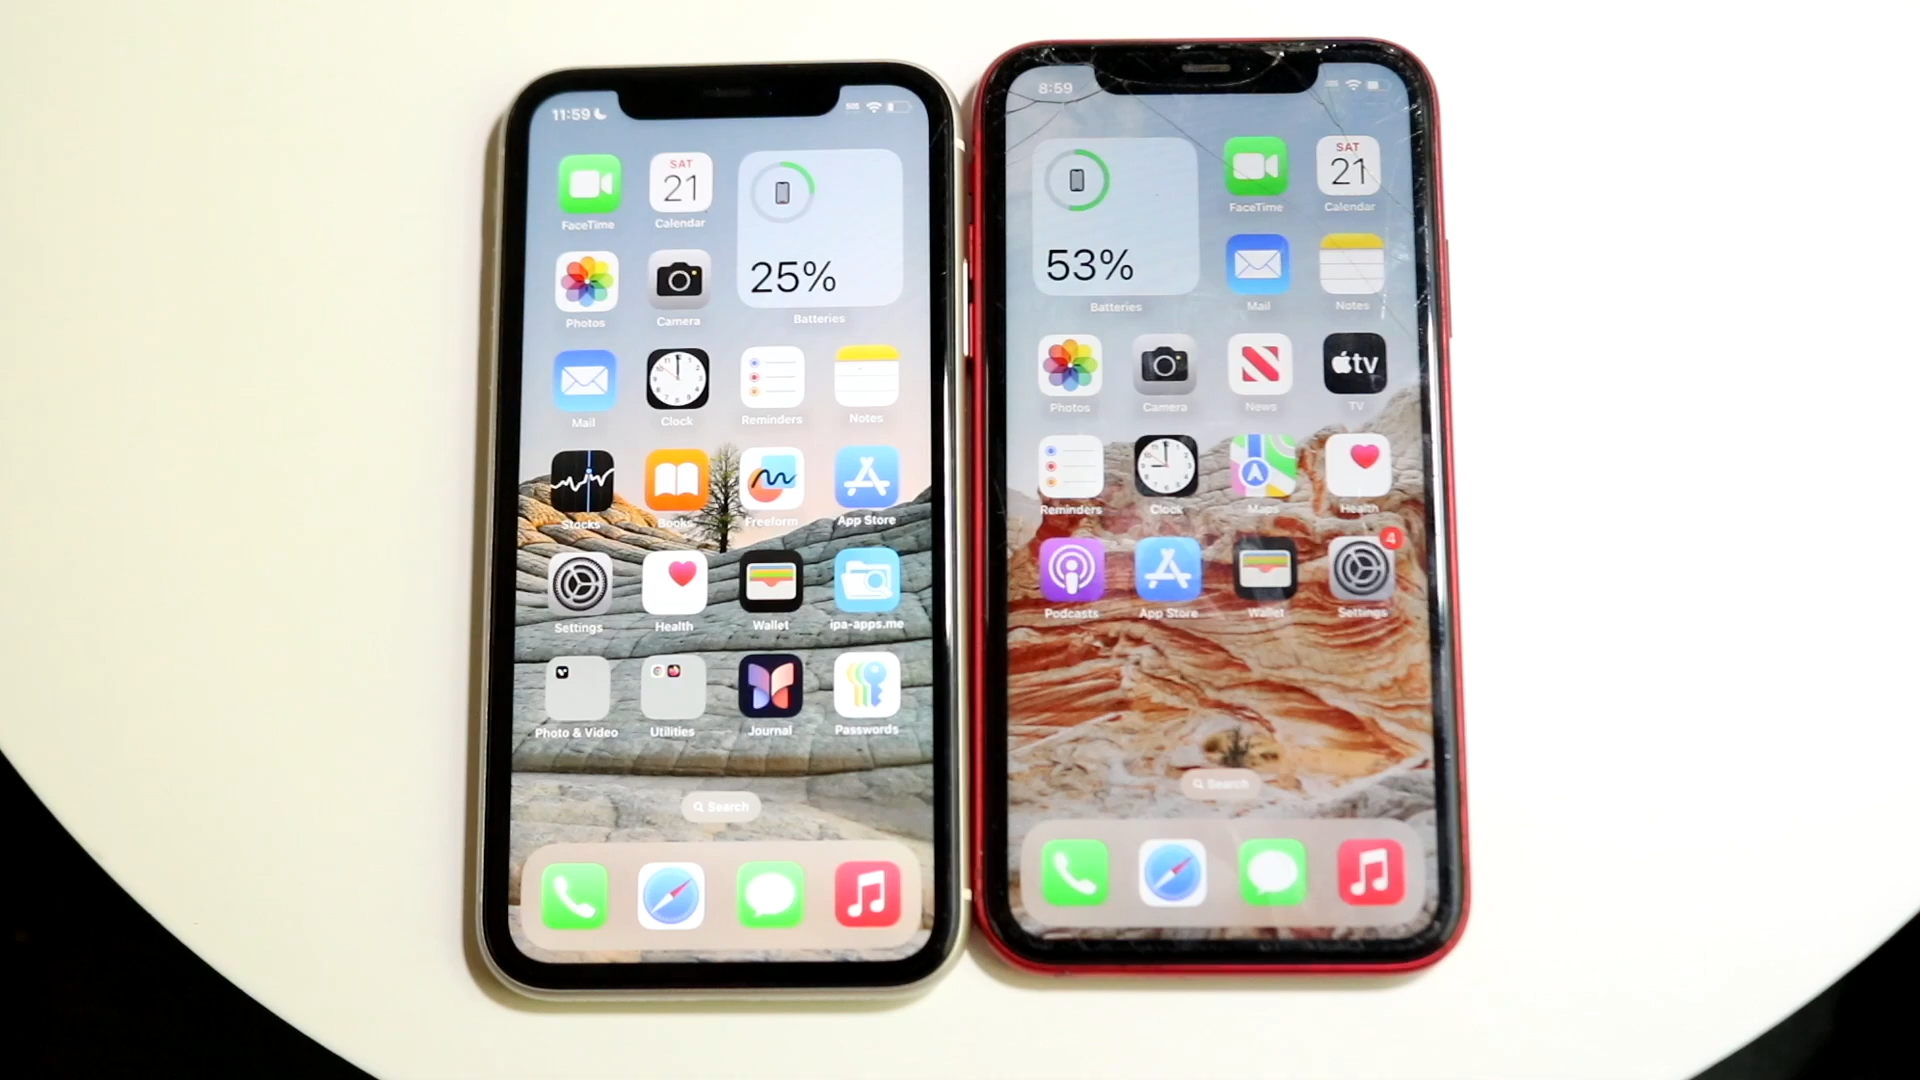 11:59
SOS
SAT
21
FaceTime
Calendar
25%
Batteries
Photos
Camera
Mail
Clock
Reminders
Notes
Stocks
Books
Freeform
App Store
Settings
Health
Wallet
ipa-apps.me
Photo & Video
Utilities
Journal
Passwords
Search
8:59
53%
Batteries
SAT
21
FaceTime
Calendar
Mail
Notes
Photos
Camera
News
tv
TV
Reminders
Clock
Maps
Health
4
Podcasts
App Store
Wallet
Settings
Search